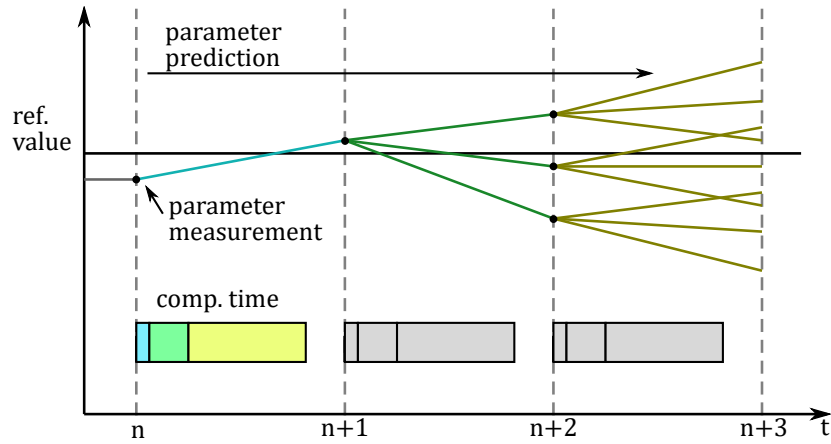 parameter
prediction
ref.
value
parameter
measurement
comp. time
n
n+1
n+2
n+3
t